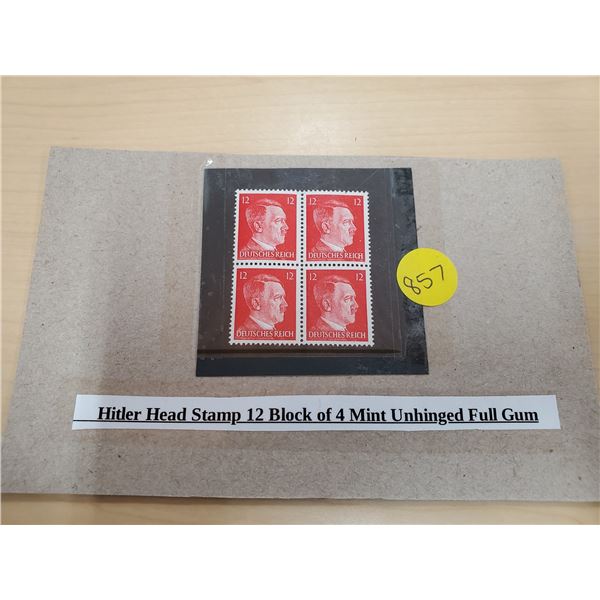 12 12
DEUTSCHES REICH DEUTSCHES REICH
12 12
DEUTSCHES REICH DEUTSCHES REICH
857
Hitler Head Stamp 12 Block of 4 Mint Unhinged Full Gum